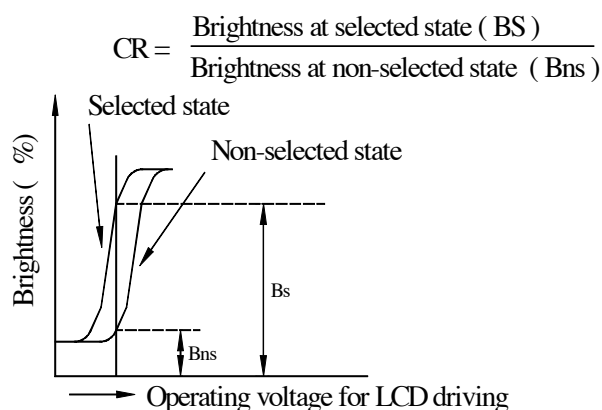 CR = Brightness at selected state ( BS )
Brightness at non-selected state ( Bns )
Selected state
Non-selected state
Brightness ( %)
Bs
Bns
Operating voltage for LCD driving